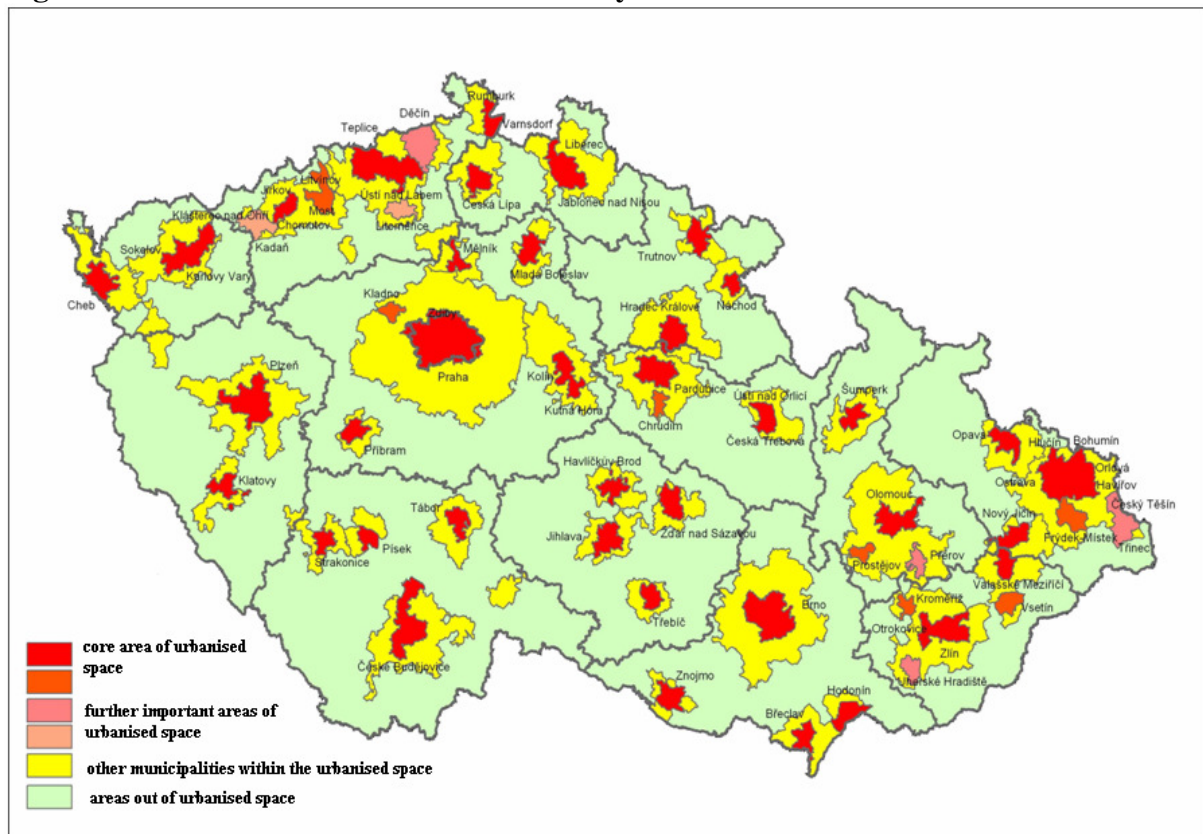 Rumburk
Děčín
Varnsdorf
Teplice
Liberec
Litvínov
Jirkov
Ústí nad Labem
Česká Lípa
Most
Jablonec nad Nisou
Klášterec nad Ohří
Chomutov
Litoměřice
Sokolov
Kadaň
Mělník
Trutnov
Karlovy Vary
Mladá Boleslav
Cheb
Náchod
Kladno
Hradec Králové
Zdiby
Plzeň
Praha
Kolín
Pardubice
Ústí nad Orlicí
Šumperk
Kutná Hora
Chrudim
Česká Třebová
Opava
Hlučín
Bohumín
Příbram
Havlíčkův Brod
Orlová
Ostrava
Havířov
Klatovy
Olomouc
Český Těšín
Tábor
Nový Jičín
Žďár nad Sázavou
Jihlava
Frýdek-Místek
Písek
Strakonice
Prostějov
Přerov
Třinec
Valašské Meziříčí
Třebíč
Brno
Kroměříž
Vsetín
Otrokovice
Zlín
České Budějovice
Znojmo
Uherské Hradiště
Hodonín
Břeclav
core area of urbanised
space
further important areas of
urbanised space
other municipalities within the urbanised space
areas out of urbanised space